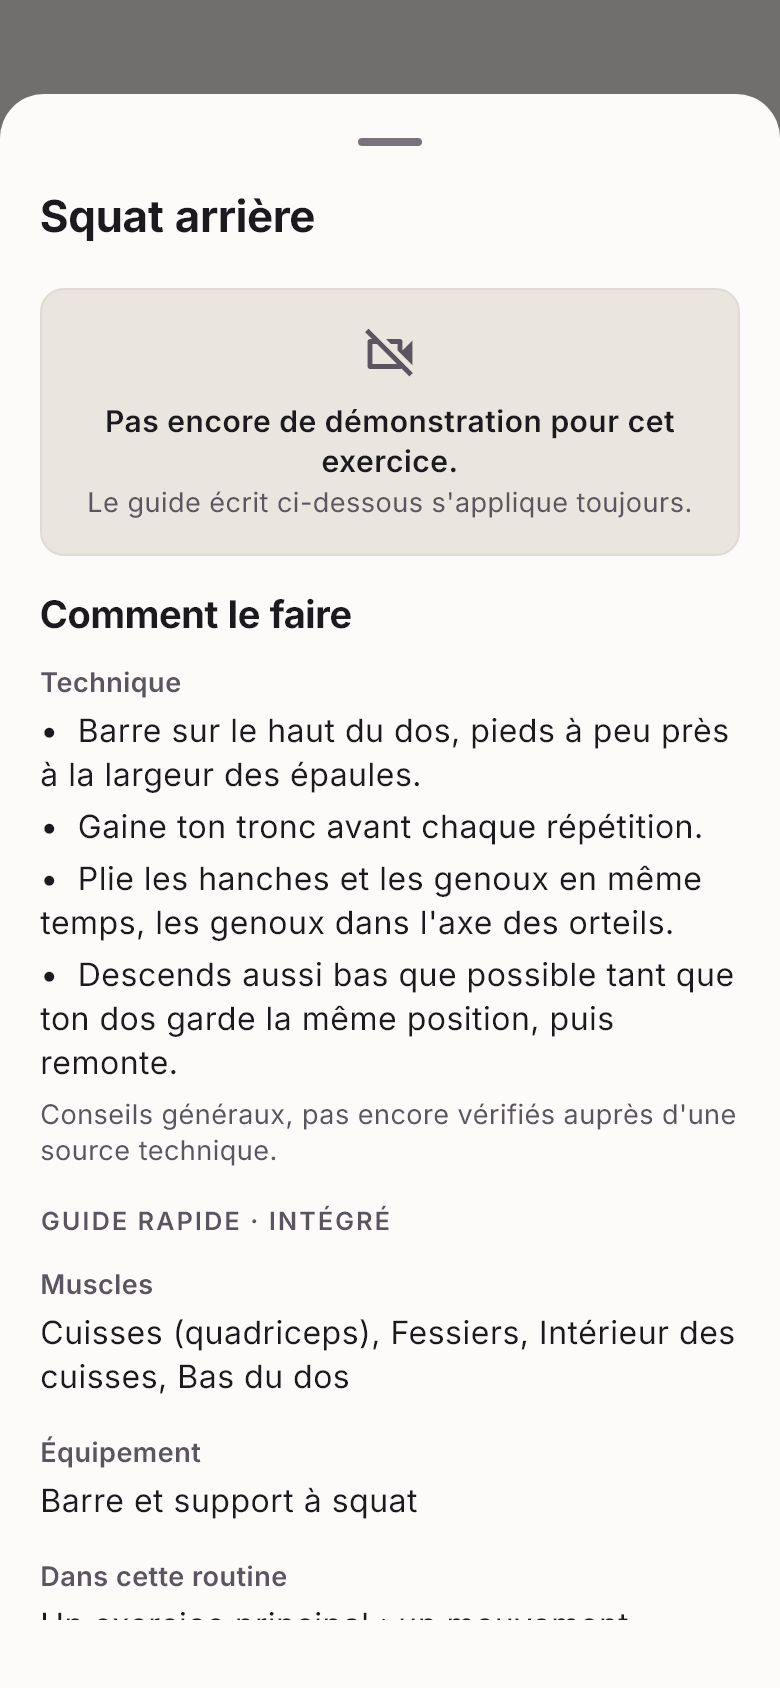 Squat arrière
Pas encore de démonstration pour cet
exercice.
Le guide écrit ci-dessous s'applique toujours.
Comment le faire
Technique
• Barre sur le haut du dos, pieds à peu près
à la largeur des épaules.
• Gaine ton tronc avant chaque répétition.
• Plie les hanches et les genoux en même
temps, les genoux dans l'axe des orteils.
• Descends aussi bas que possible tant que
ton dos garde la même position, puis
remonte.
Conseils généraux, pas encore vérifiés auprès d'une
source technique.
GUIDE RAPIDE · INTÉGRÉ
Muscles
Cuisses (quadriceps), Fessiers, Intérieur des
cuisses, Bas du dos
Équipement
Barre et support à squat
Dans cette routine
Un exercice principal : un mouvement